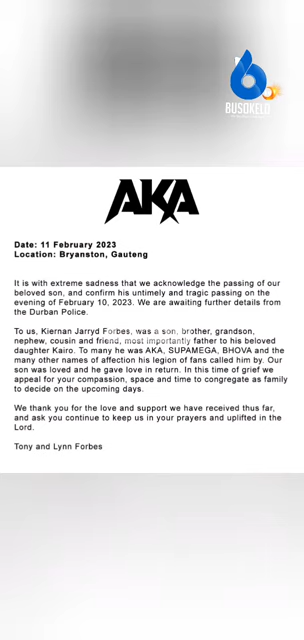 BUSOKELO
AKA
Date: 11 February 2023
Location: Bryanston, Gauteng
It is with extreme sadness that we acknowledge the passing of our
beloved son, and confirm his untimely and tragic passing on the
evening of February 10, 2023. We are awaiting further details from
the Durban Police.
To us, Kiernan Jarryd Forbes, was a son, brother, grandson,
nephew, cousin and friend, most importantly father to his beloved
daughter Kairo. To many he was AKA, SUPAMEGA, BHOVA and the
many other names of affection his legion of fans called him by. Our
son was loved and he gave love in return. In this time of grief we
appeal for your compassion, space and time to congregate as family
to decide on the upcoming days.
We thank you for the love and support we have received thus far,
and ask you continue to keep us in your prayers and uplifted in the
Lord.
Tony and Lynn Forbes